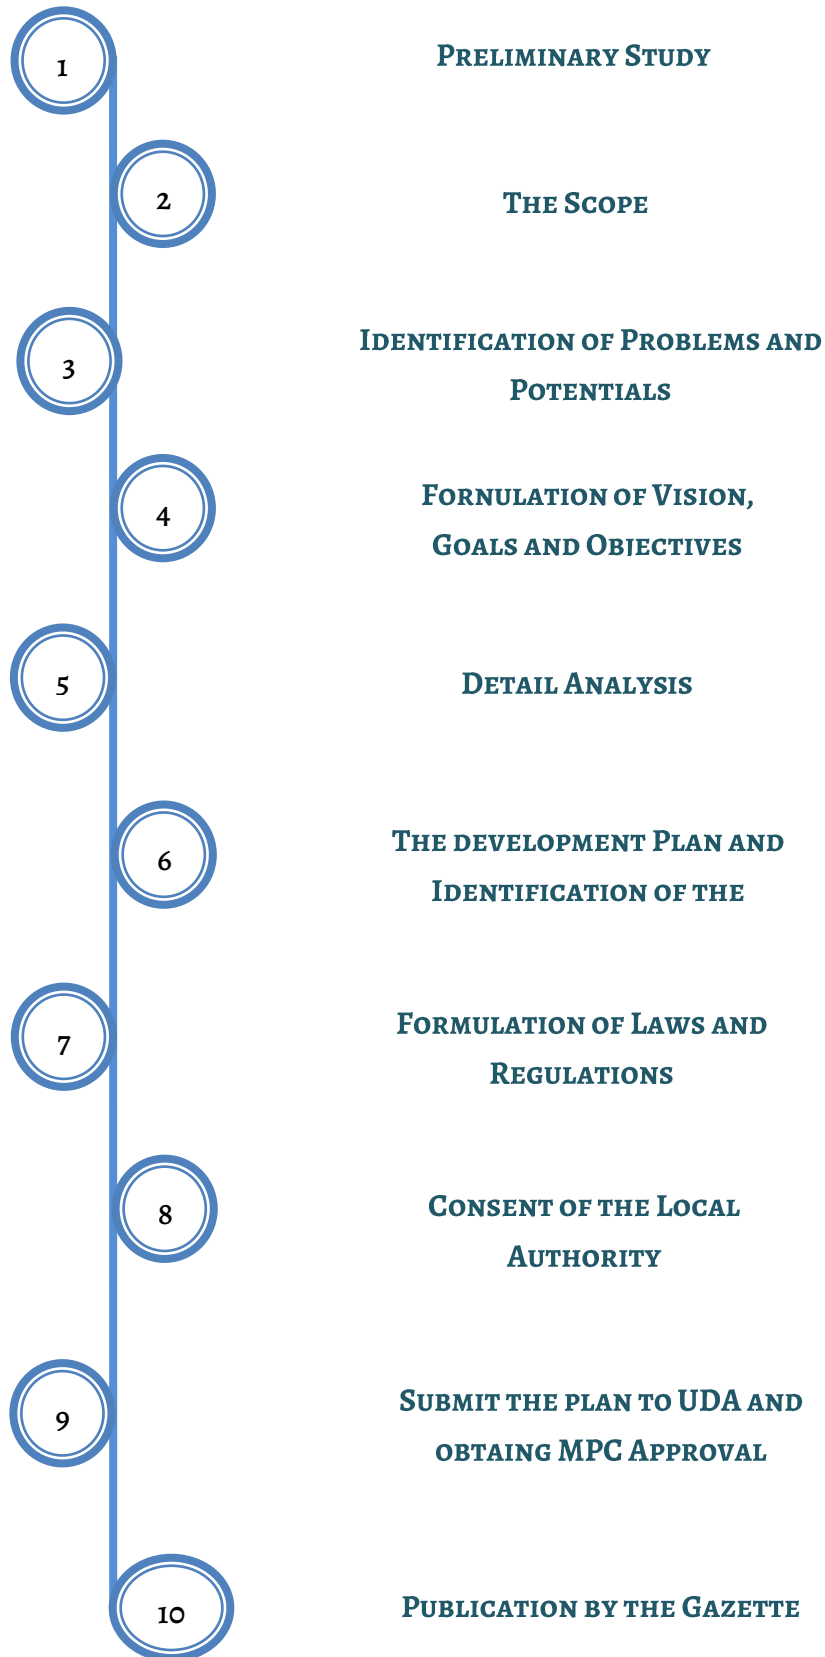 1
Preliminary Study
2
The Scope
3
Identification of Problems and
Potentials
4
Fornulation of Vision,
Goals and Objectives
5
Detail Analysis
6
The development Plan and
Identification of the
7
Formulation of Laws and
Regulations
8
Consent of the Local
Authority
9
Submit the plan to UDA and
obtaing MPC Approval
10
Publication by the Gazette